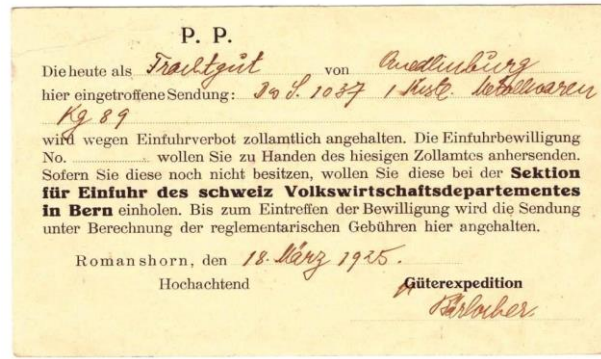 P. P.
Die heute als Frachtgut von Quedlinburg
hier eingetroffene Sendung: D&S. 1037 1 Kiste Metallwaren
Kg 89
wird wegen Einfuhrverbot zollamtlich angehalten. Die Einfuhrbewilligung
No. wollen Sie zu Handen des hiesigen Zollamtes anhersenden.
Sofern Sie diese noch nicht besitzen, wollen Sie diese bei der Sektion
für Einfuhr des schweiz Volkswirtschaftsdepartementes
in Bern einholen. Bis zum Eintreffen der Bewilligung wird die Sendung
unter Berechnung der reglementarischen Gebühren hier angehalten.
Romanshorn, den 18. März 1925.
Hochachtend Güterexpedition